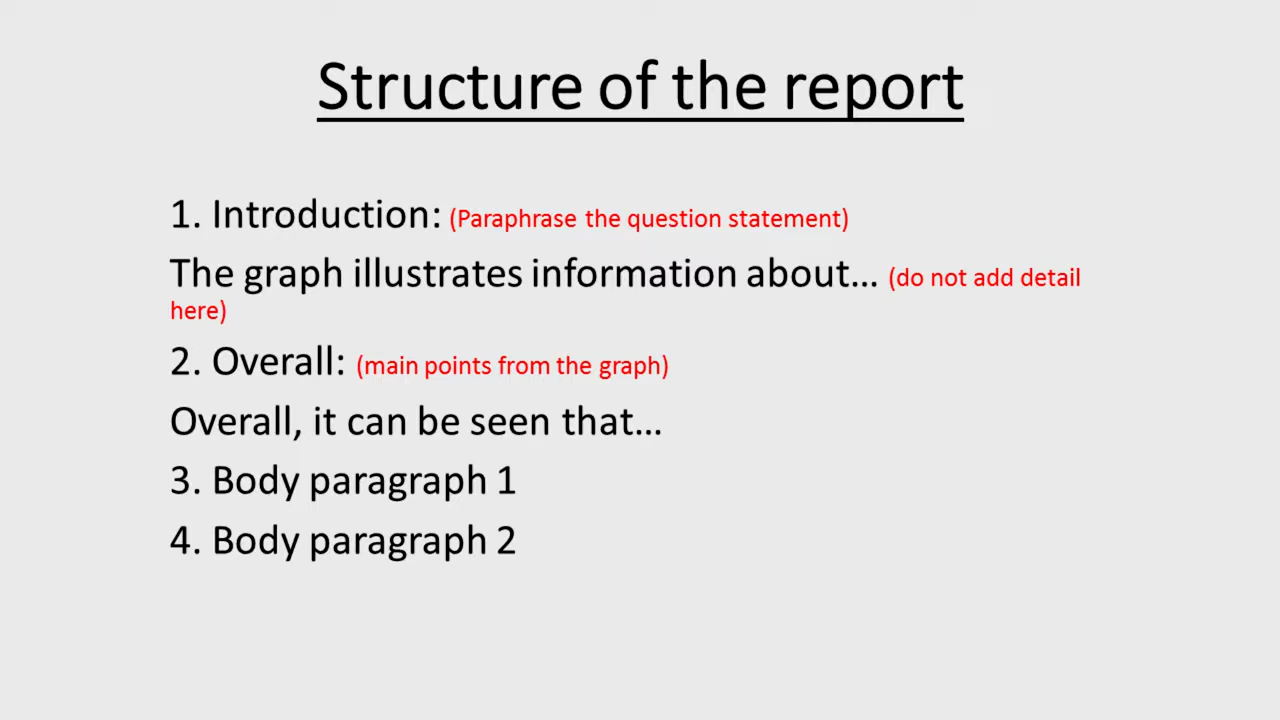 Structure of the report
1. Introduction: (Paraphrase the question statement)
The graph illustrates information about... (do not add detail
here)
2. Overall: (main points from the graph)
Overall, it can be seen that...
3. Body paragraph 1
4. Body paragraph 2